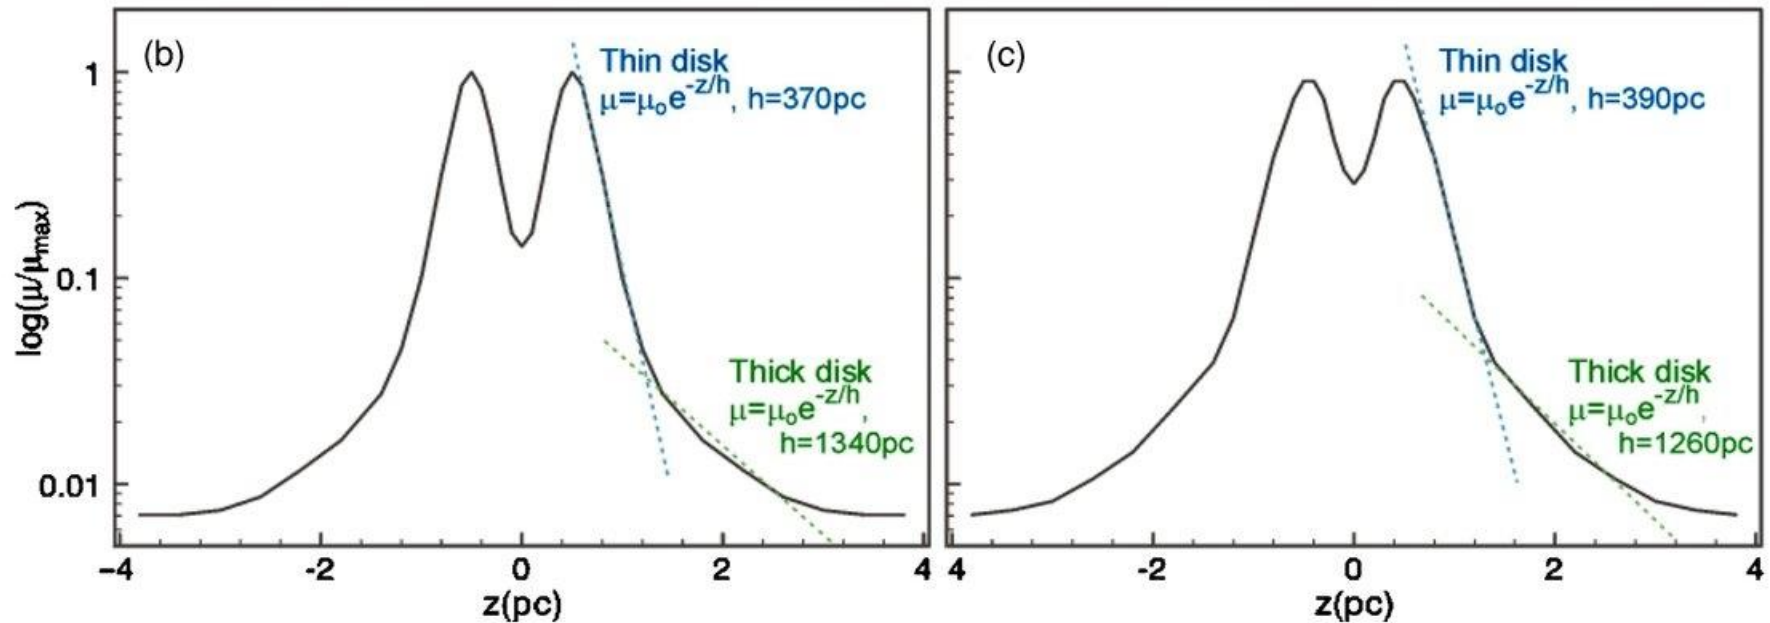 (b)
Thin disk
μ=μₒe^-z/h, h=370pc
Thick disk
μ=μₒe^-z/h,
h=1340pc
log(μ/μmax)
1
0.1
0.01
-4 -2 0 2
z(pc)
(c)
Thin disk
μ=μₒe^-z/h, h=390pc
Thick disk
μ=μₒe^-z/h,
h=1260pc
4 -2 0 2 4
z(pc)